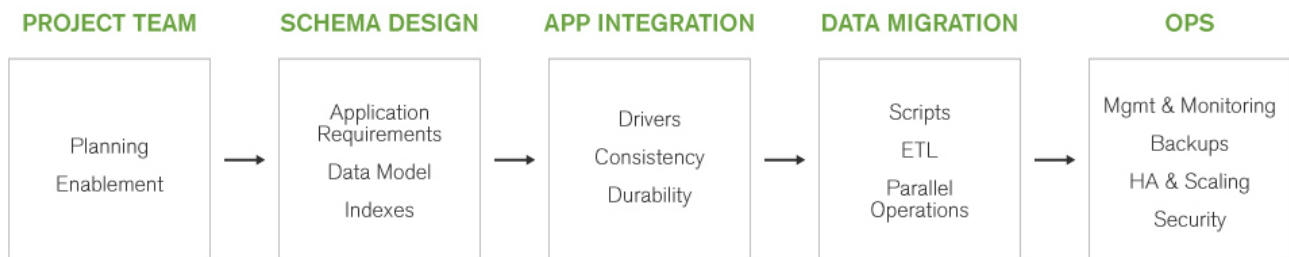 PROJECT TEAM
Planning
Enablement
SCHEMA DESIGN
Application
Requirements
Data Model
Indexes
APP INTEGRATION
Drivers
Consistency
Durability
DATA MIGRATION
Scripts
ETL
Parallel
Operations
OPS
Mgmt & Monitoring
Backups
HA & Scaling
Security